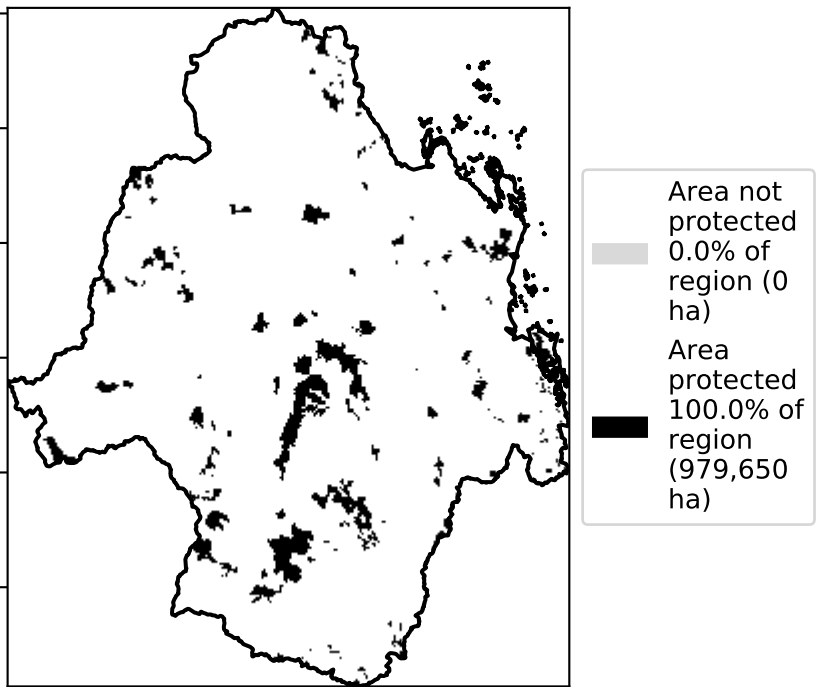 Area not
protected
0.0% of
region (0
ha)
Area
protected
100.0% of
region
(979,650
ha)